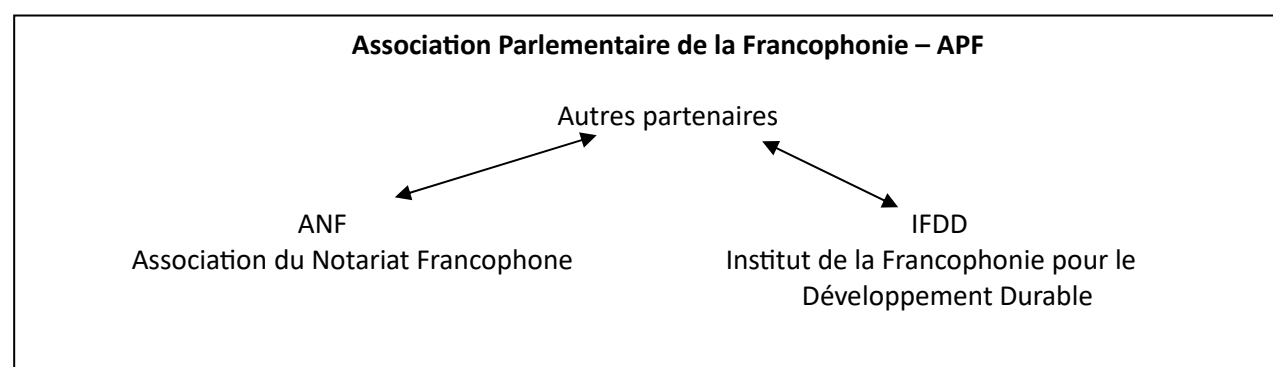 Association Parlementaire de la Francophonie – APF
Autres partenaires
ANF
Association du Notariat Francophone
IFDD
Institut de la Francophonie pour le
Développement Durable